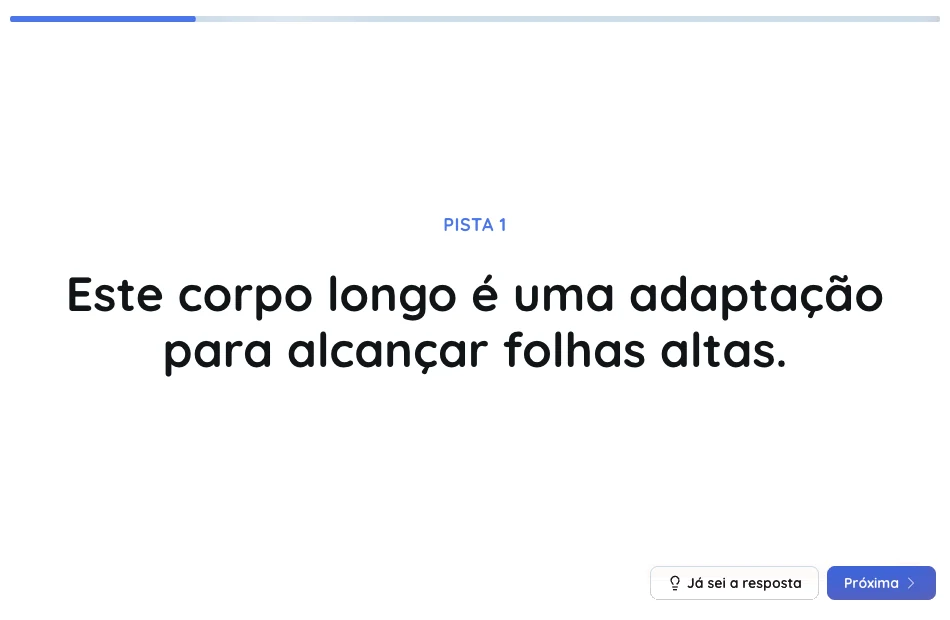 PISTA 1
Este corpo longo é uma adaptação
para alcançar folhas altas.
Já sei a resposta
Próxima